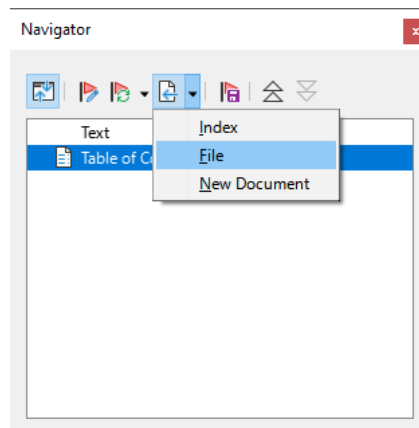 Navigator
Text
Index
File
Table of
New Document